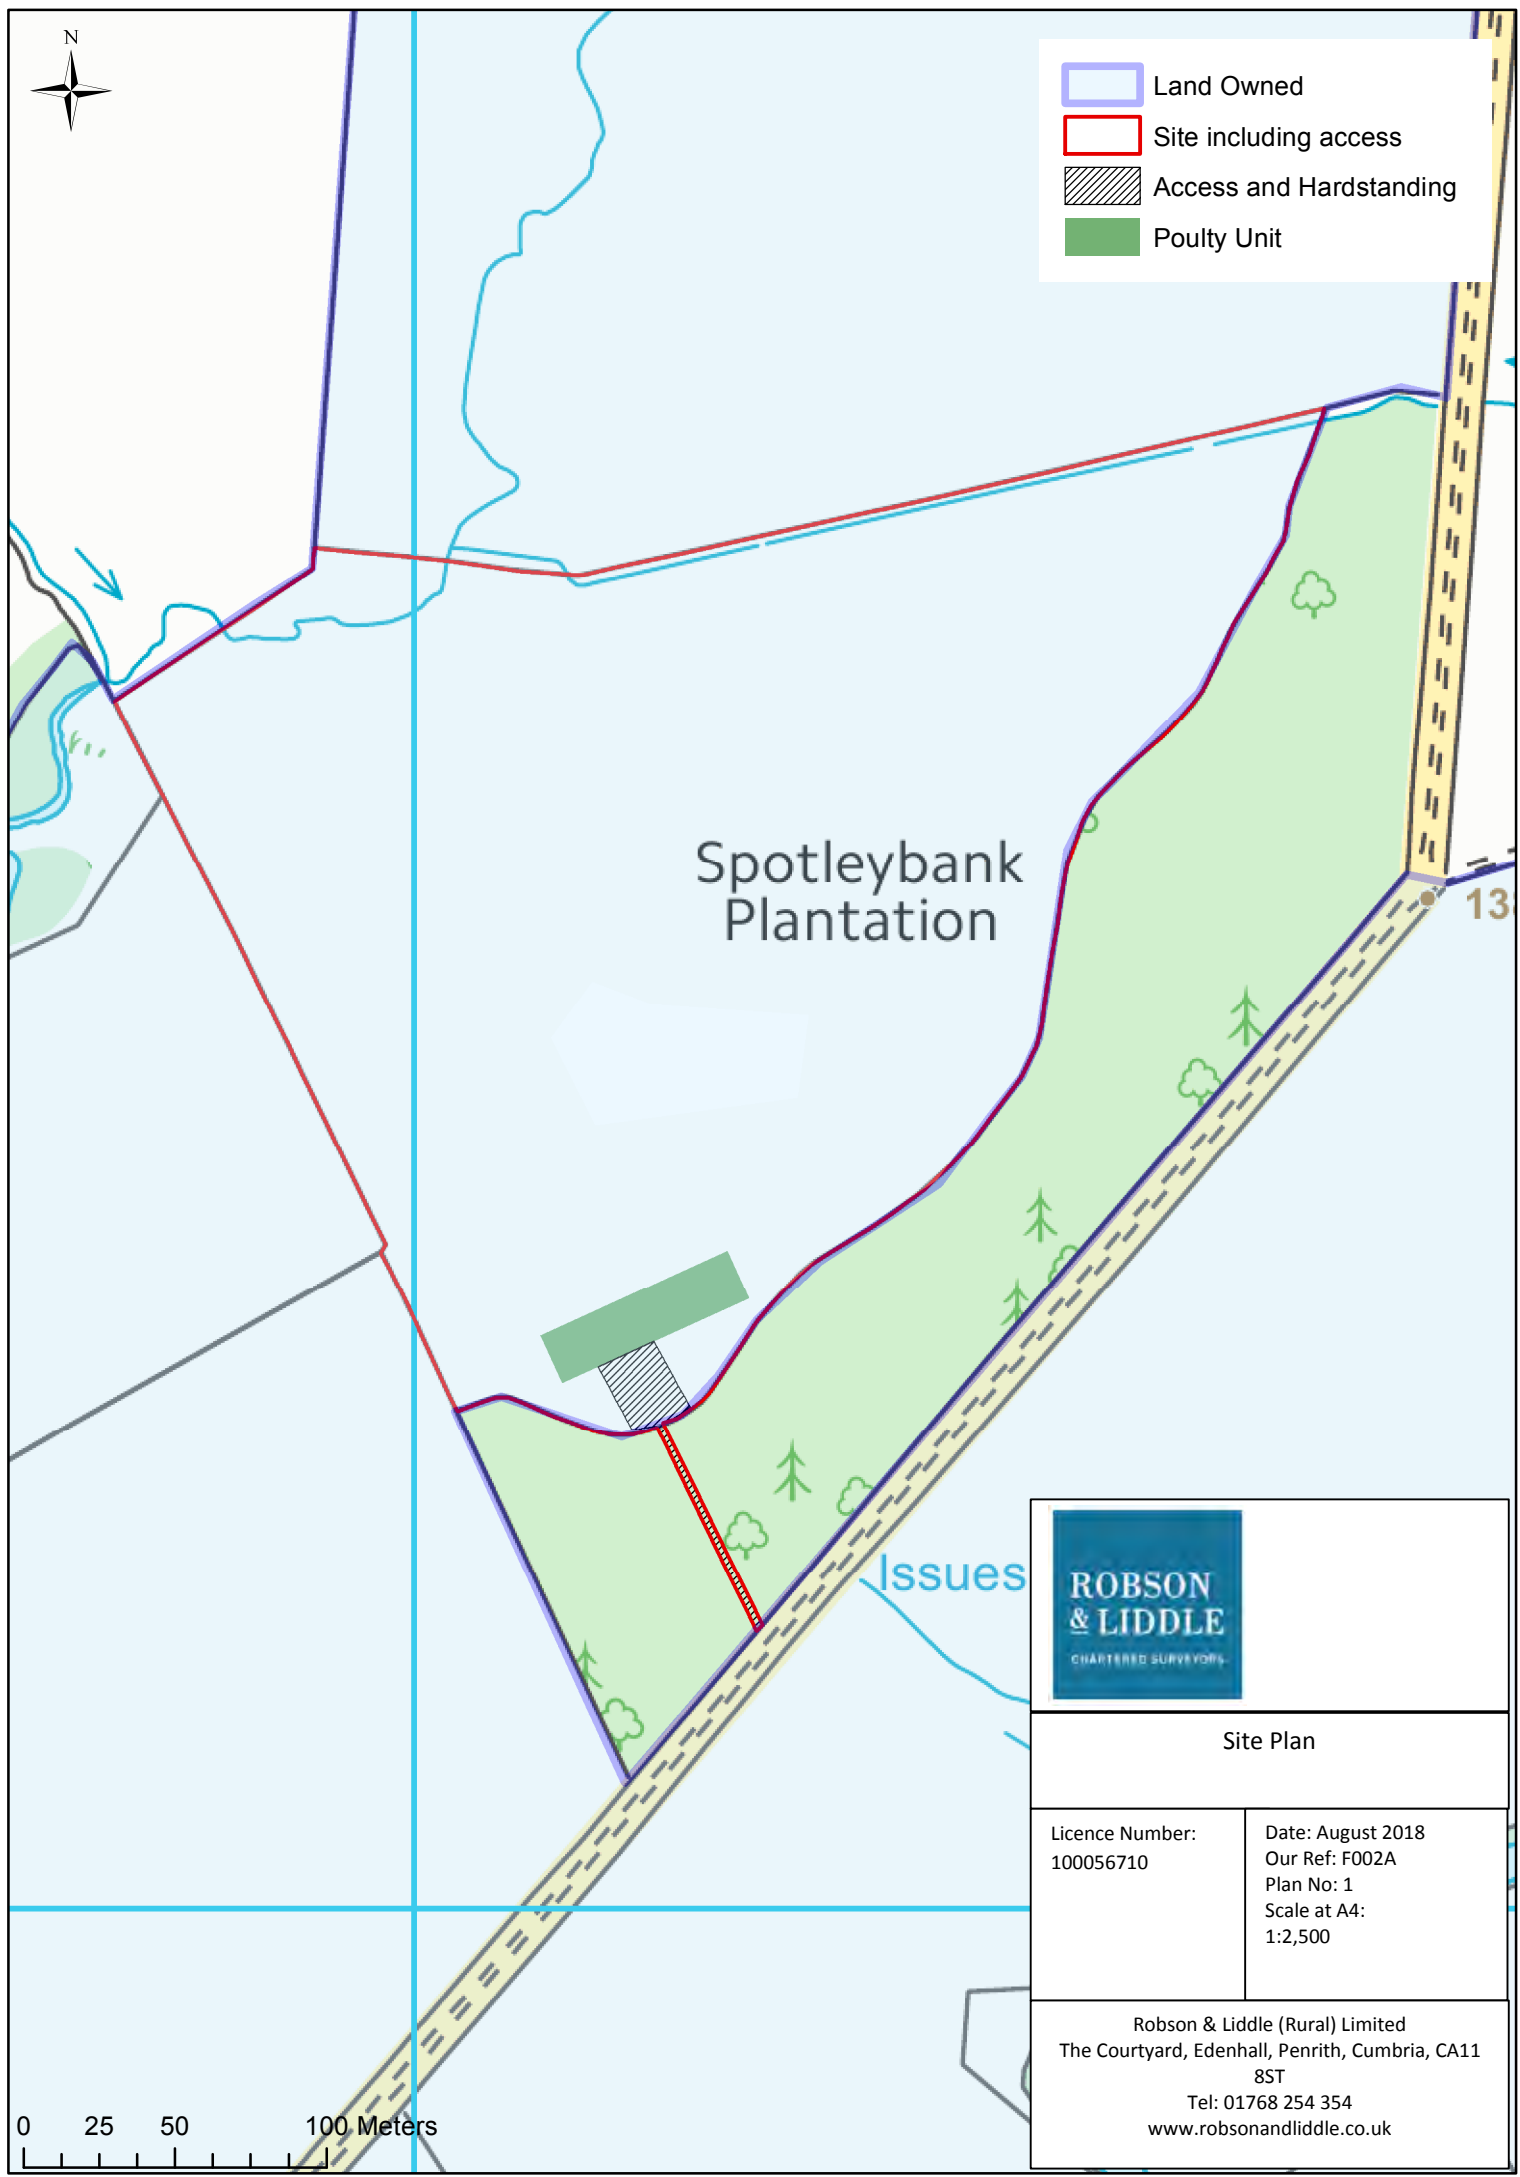 N
Land Owned
Site including access
Access and Hardstanding
Poulty Unit
Spotleybank
Plantation
Issues
ROBSON
& LIDDLE
CHARTERED SURVEYORS
Site Plan
Licence Number:
100056710
Date: August 2018
Our Ref: F002A
Plan No: 1
Scale at A4:
1:2,500
Robson & Liddle (Rural) Limited
The Courtyard, Edenhall, Penrith, Cumbria, CA11
8ST
Tel: 01768 254 354
www.robsonandliddle.co.uk
0 25 50 100 Meters